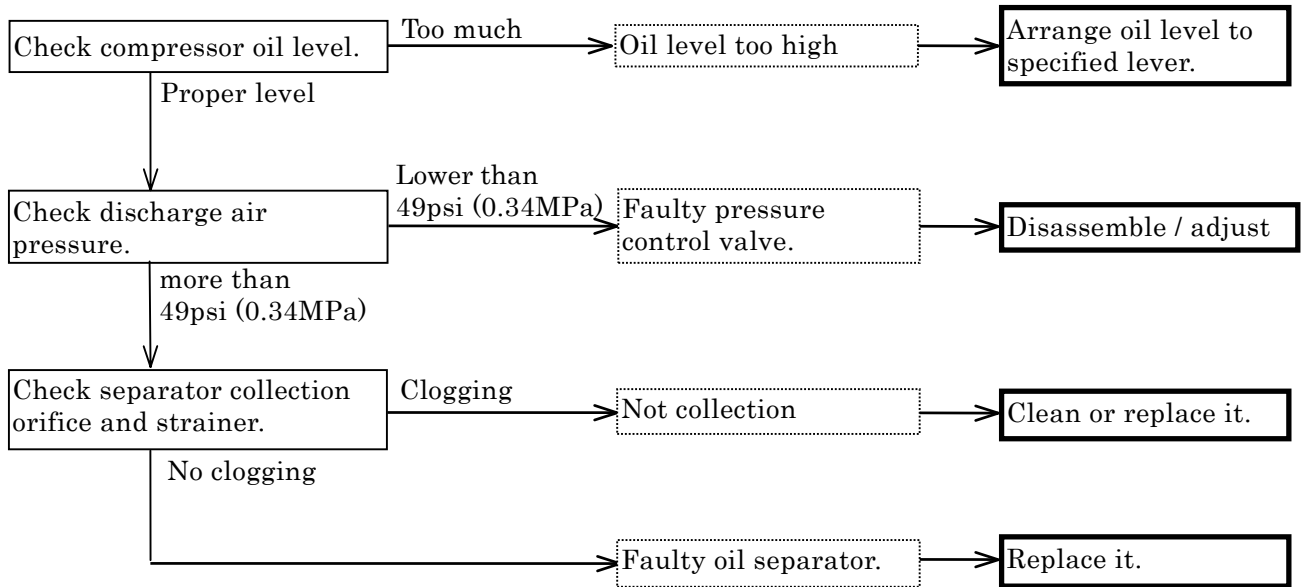 Check compressor oil level.
Too much
Oil level too high
Arrange oil level to
specified lever.
Proper level
Check discharge air
pressure.
Lower than
49psi (0.34MPa)
Faulty pressure
control valve.
Disassemble / adjust
more than
49psi (0.34MPa)
Check separator collection
orifice and strainer.
Clogging
Not collection
Clean or replace it.
No clogging
Faulty oil separator.
Replace it.